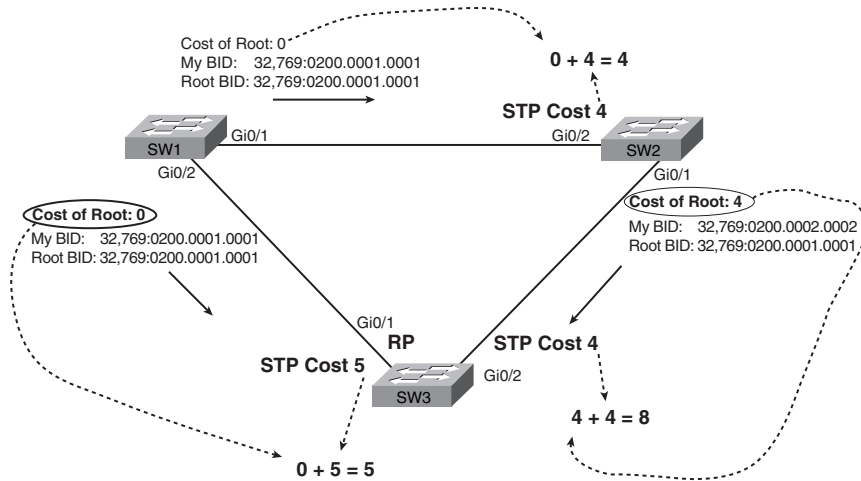 Cost of Root: 0
My BID: 32,769:0200.0001.0001
Root BID: 32,769:0200.0001.0001
0 + 4 = 4
STP Cost 4
Gi0/1
Gi0/2
SW1
SW2
Gi0/2
Gi0/1
Cost of Root: 0
My BID: 32,769:0200.0001.0001
Root BID: 32,769:0200.0001.0001
Cost of Root: 4
My BID: 32,769:0200.0002.0002
Root BID: 32,769:0200.0001.0001
Gi0/1
RP
STP Cost 5
STP Cost 4
Gi0/2
SW3
4 + 4 = 8
0 + 5 = 5